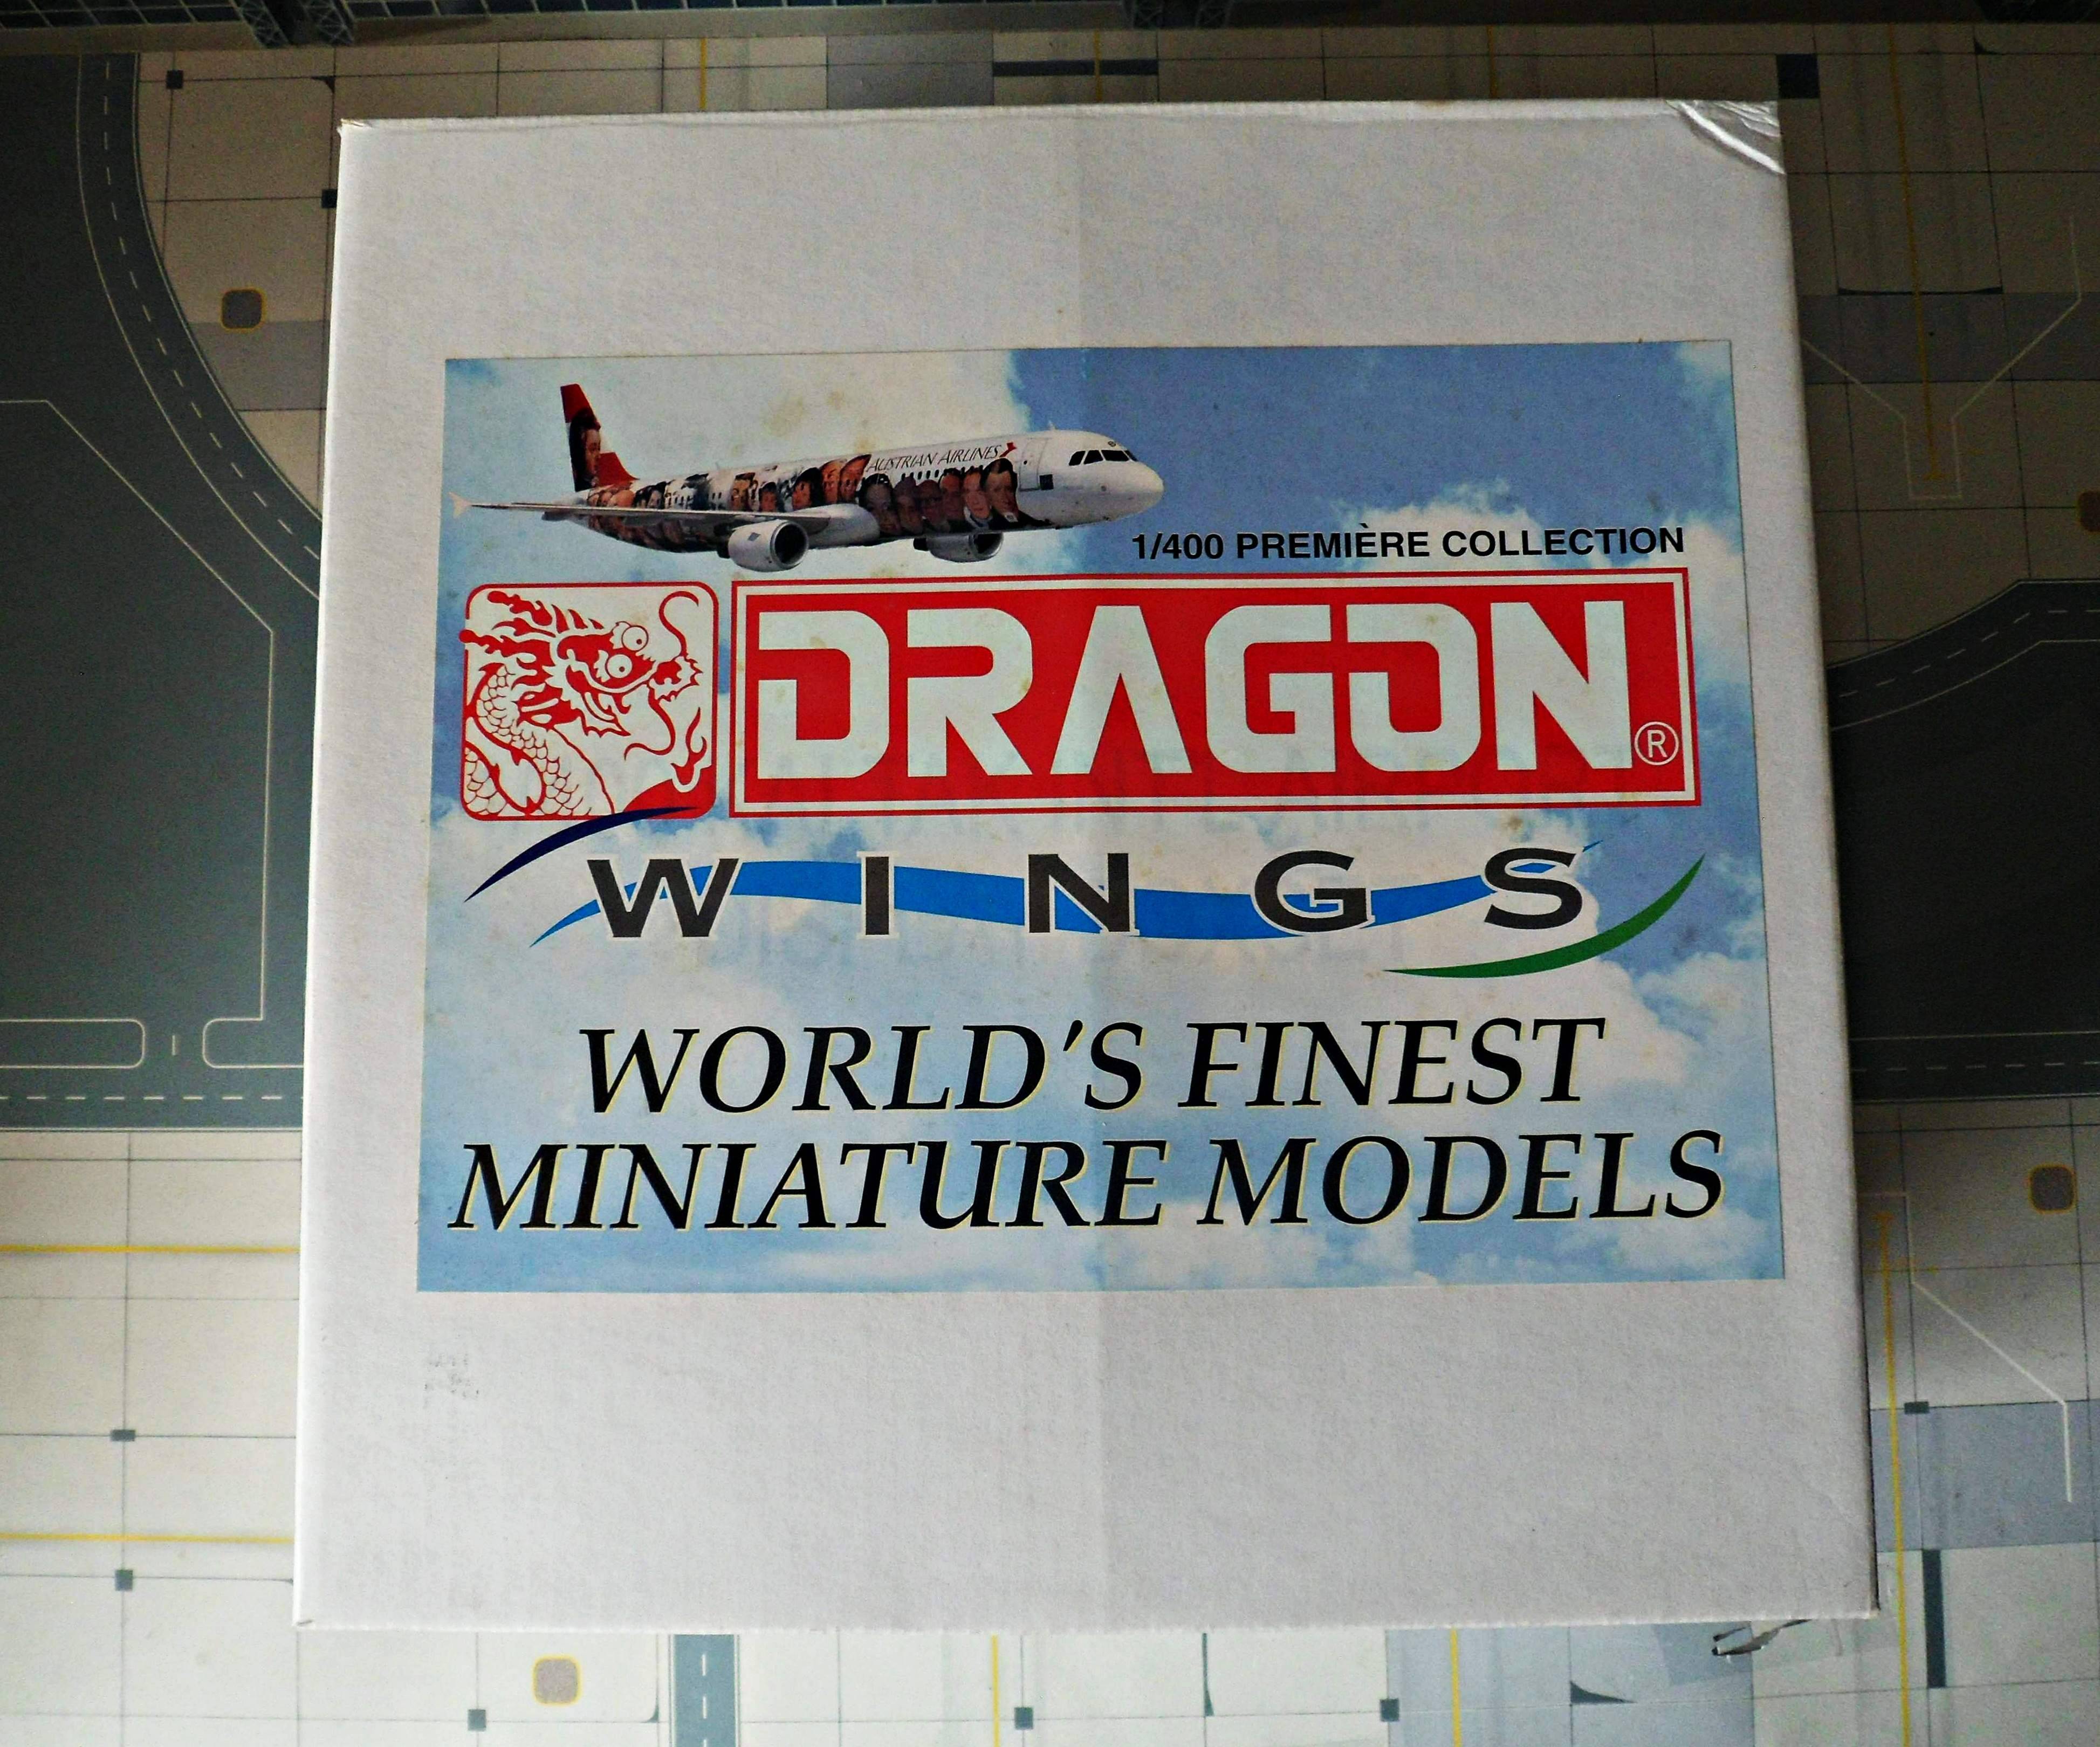 AUSTRIAN AIRLINES
1/400 PREMIÈRE COLLECTION
DRAGON®
WINGS
WORLD'S FINEST
MINIATURE MODELS